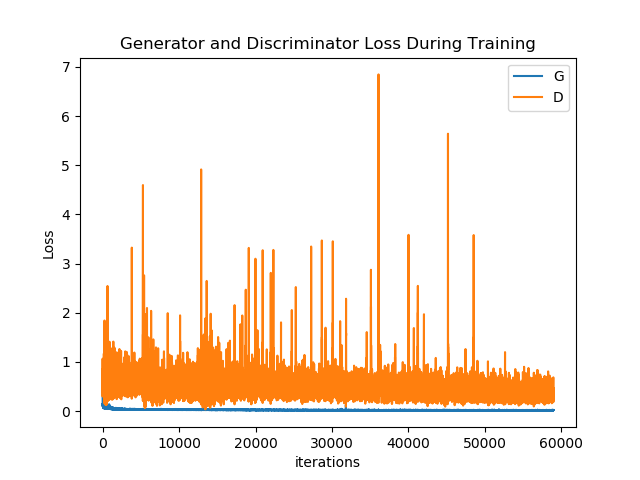 Generator and Discriminator Loss During Training
G
D
7
6
5
4
3
2
1
0
Loss
0 10000 20000 30000 40000 50000 60000
iterations